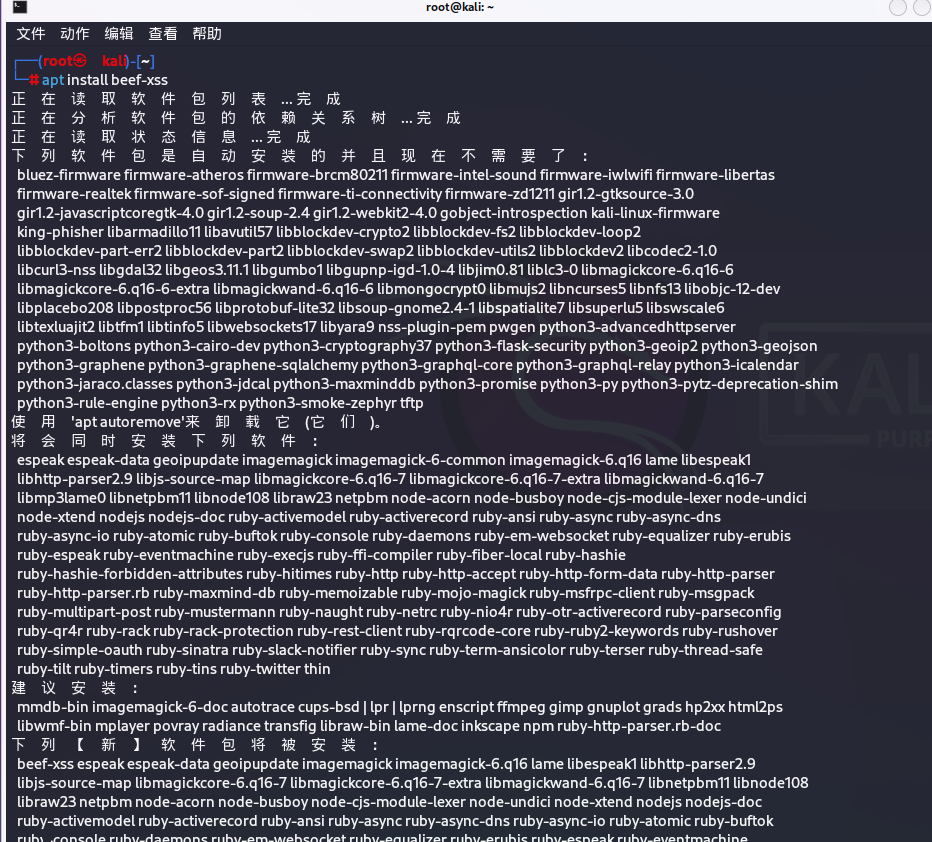 root@kali: ~
文件 动作 编辑 查看 帮助
┌──(root㉿ kali)-[~]
└─# apt install beef-xss
正在读取软件包列表...完成
正在分析软件包的依赖关系树...完成
正在读取状态信息...完成
下列软件包是自动安装的并且现在不需要了：
bluez-firmware firmware-atheros firmware-brcm80211 firmware-intel-sound firmware-iwlwifi firmware-libertas
firmware-realtek firmware-sof-signed firmware-ti-connectivity firmware-zd1211 gir1.2-gtksource-3.0
gir1.2-javascriptcoregtk-4.0 gir1.2-soup-2.4 gir1.2-webkit2-4.0 gobject-introspection kali-linux-firmware
king-phisher libarmadillo11 libavutil57 libblockdev-crypto2 libblockdev-fs2 libblockdev-loop2
libblockdev-part-err2 libblockdev-part2 libblockdev-swap2 libblockdev-utils2 libblockdev2 libcodec2-1.0
libcurl3-nss libgdal32 libgeos3.11.1 libgumbo1 libgupnp-igd-1.0-4 libjim0.81 liblc3-0 libmagickcore-6.q16-6
libmagickcore-6.q16-6-extra libmagickwand-6.q16-6 libmongocrypt0 libmujs2 libncurses5 libnfs13 libobjc-12-dev
libplacebo208 libpostproc56 libprotobuf-lite32 libsoup-gnome2.4-1 libspatialite7 libsuperlu5 libswscale6
libtexluajit2 libtfm1 libtinfo5 libwebsockets17 libyara9 nss-plugin-pem pwgen python3-advancedhttpserver
python3-boltons python3-cairo-dev python3-cryptography37 python3-flask-security python3-geoip2 python3-geojson
python3-graphene python3-graphene-sqlalchemy python3-graphql-core python3-graphql-relay python3-icalendar
python3-jaraco.classes python3-jdcal python3-maxminddb python3-promise python3-py python3-pytz-deprecation-shim
python3-rule-engine python3-rx python3-smoke-zephyr tftp
使用'apt autoremove'来卸载它(它们)。
将会同时安装下列软件：
espeak espeak-data geoipupdate imagemagick imagemagick-6-common imagemagick-6.q16 lame libespeak1
libhttp-parser2.9 libjs-source-map libmagickcore-6.q16-7 libmagickcore-6.q16-7-extra libmagickwand-6.q16-7
libmp3lame0 libnetpbm11 libnode108 libraw23 netpbm node-acorn node-busboy node-cjs-module-lexer node-undici
node-xtend nodejs nodejs-doc ruby-activemodel ruby-activerecord ruby-ansi ruby-async ruby-async-dns
ruby-async-io ruby-atomic ruby-buftok ruby-console ruby-daemons ruby-em-websocket ruby-equalizer ruby-erubis
ruby-espeak ruby-eventmachine ruby-execjs ruby-ffi-compiler ruby-fiber-local ruby-hashie
ruby-hashie-forbidden-attributes ruby-hitimes ruby-http ruby-http-accept ruby-http-form-data ruby-http-parser
ruby-http-parser.rb ruby-maxmind-db ruby-memoizable ruby-mojo-magick ruby-msfrpc-client ruby-msgpack
ruby-multipart-post ruby-mustermann ruby-naught ruby-netrc ruby-nio4r ruby-otr-activerecord ruby-parseconfig
ruby-qr4r ruby-rack ruby-rack-protection ruby-rest-client ruby-rqrcode-core ruby-ruby2-keywords ruby-rushover
ruby-simple-oauth ruby-sinatra ruby-slack-notifier ruby-sync ruby-term-ansicolor ruby-terser ruby-thread-safe
ruby-tilt ruby-timers ruby-tins ruby-twitter thin
建议安装：
mmdb-bin imagemagick-6-doc autotrace cups-bsd | lpr | lprng enscript ffmpeg gimp gnuplot grads hp2xx html2ps
libwmf-bin mplayer povray radiance transfig libraw-bin lame-doc inkscape npm ruby-http-parser.rb-doc
下列【新】软件包将被安装：
beef-xss espeak espeak-data geoipupdate imagemagick imagemagick-6.q16 lame libespeak1 libhttp-parser2.9
libjs-source-map libmagickcore-6.q16-7 libmagickcore-6.q16-7-extra libmagickwand-6.q16-7 libnetpbm11 libnode108
libraw23 netpbm node-acorn node-busboy node-cjs-module-lexer node-undici node-xtend nodejs nodejs-doc
ruby-activemodel ruby-activerecord ruby-ansi ruby-async ruby-async-dns ruby-async-io ruby-atomic ruby-buftok
ruby-console ruby-daemons ruby-em-websocket ruby-equalizer ruby-erubis ruby-espeak ruby-eventmachine
KAL
PURP